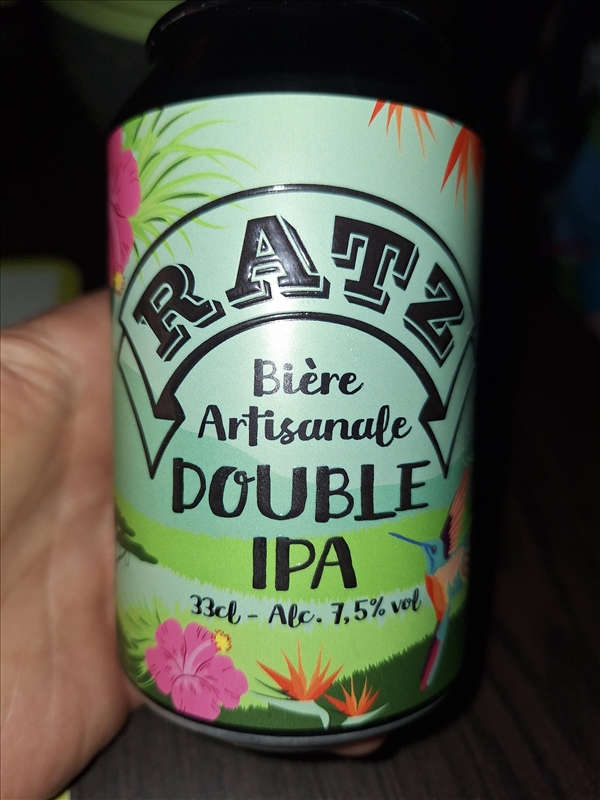 RATZ
Bière
Artisanale
DOUBLE
IPA
33cl - Alc. 7,5% vol